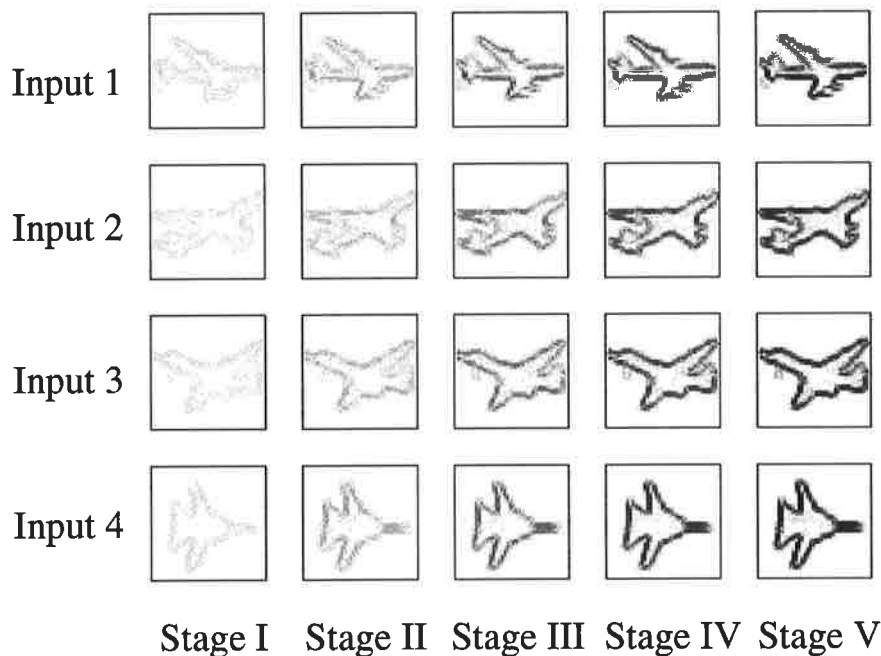 Input 1
Input 2
Input 3
Input 4
Stage I Stage II Stage III Stage IV Stage V